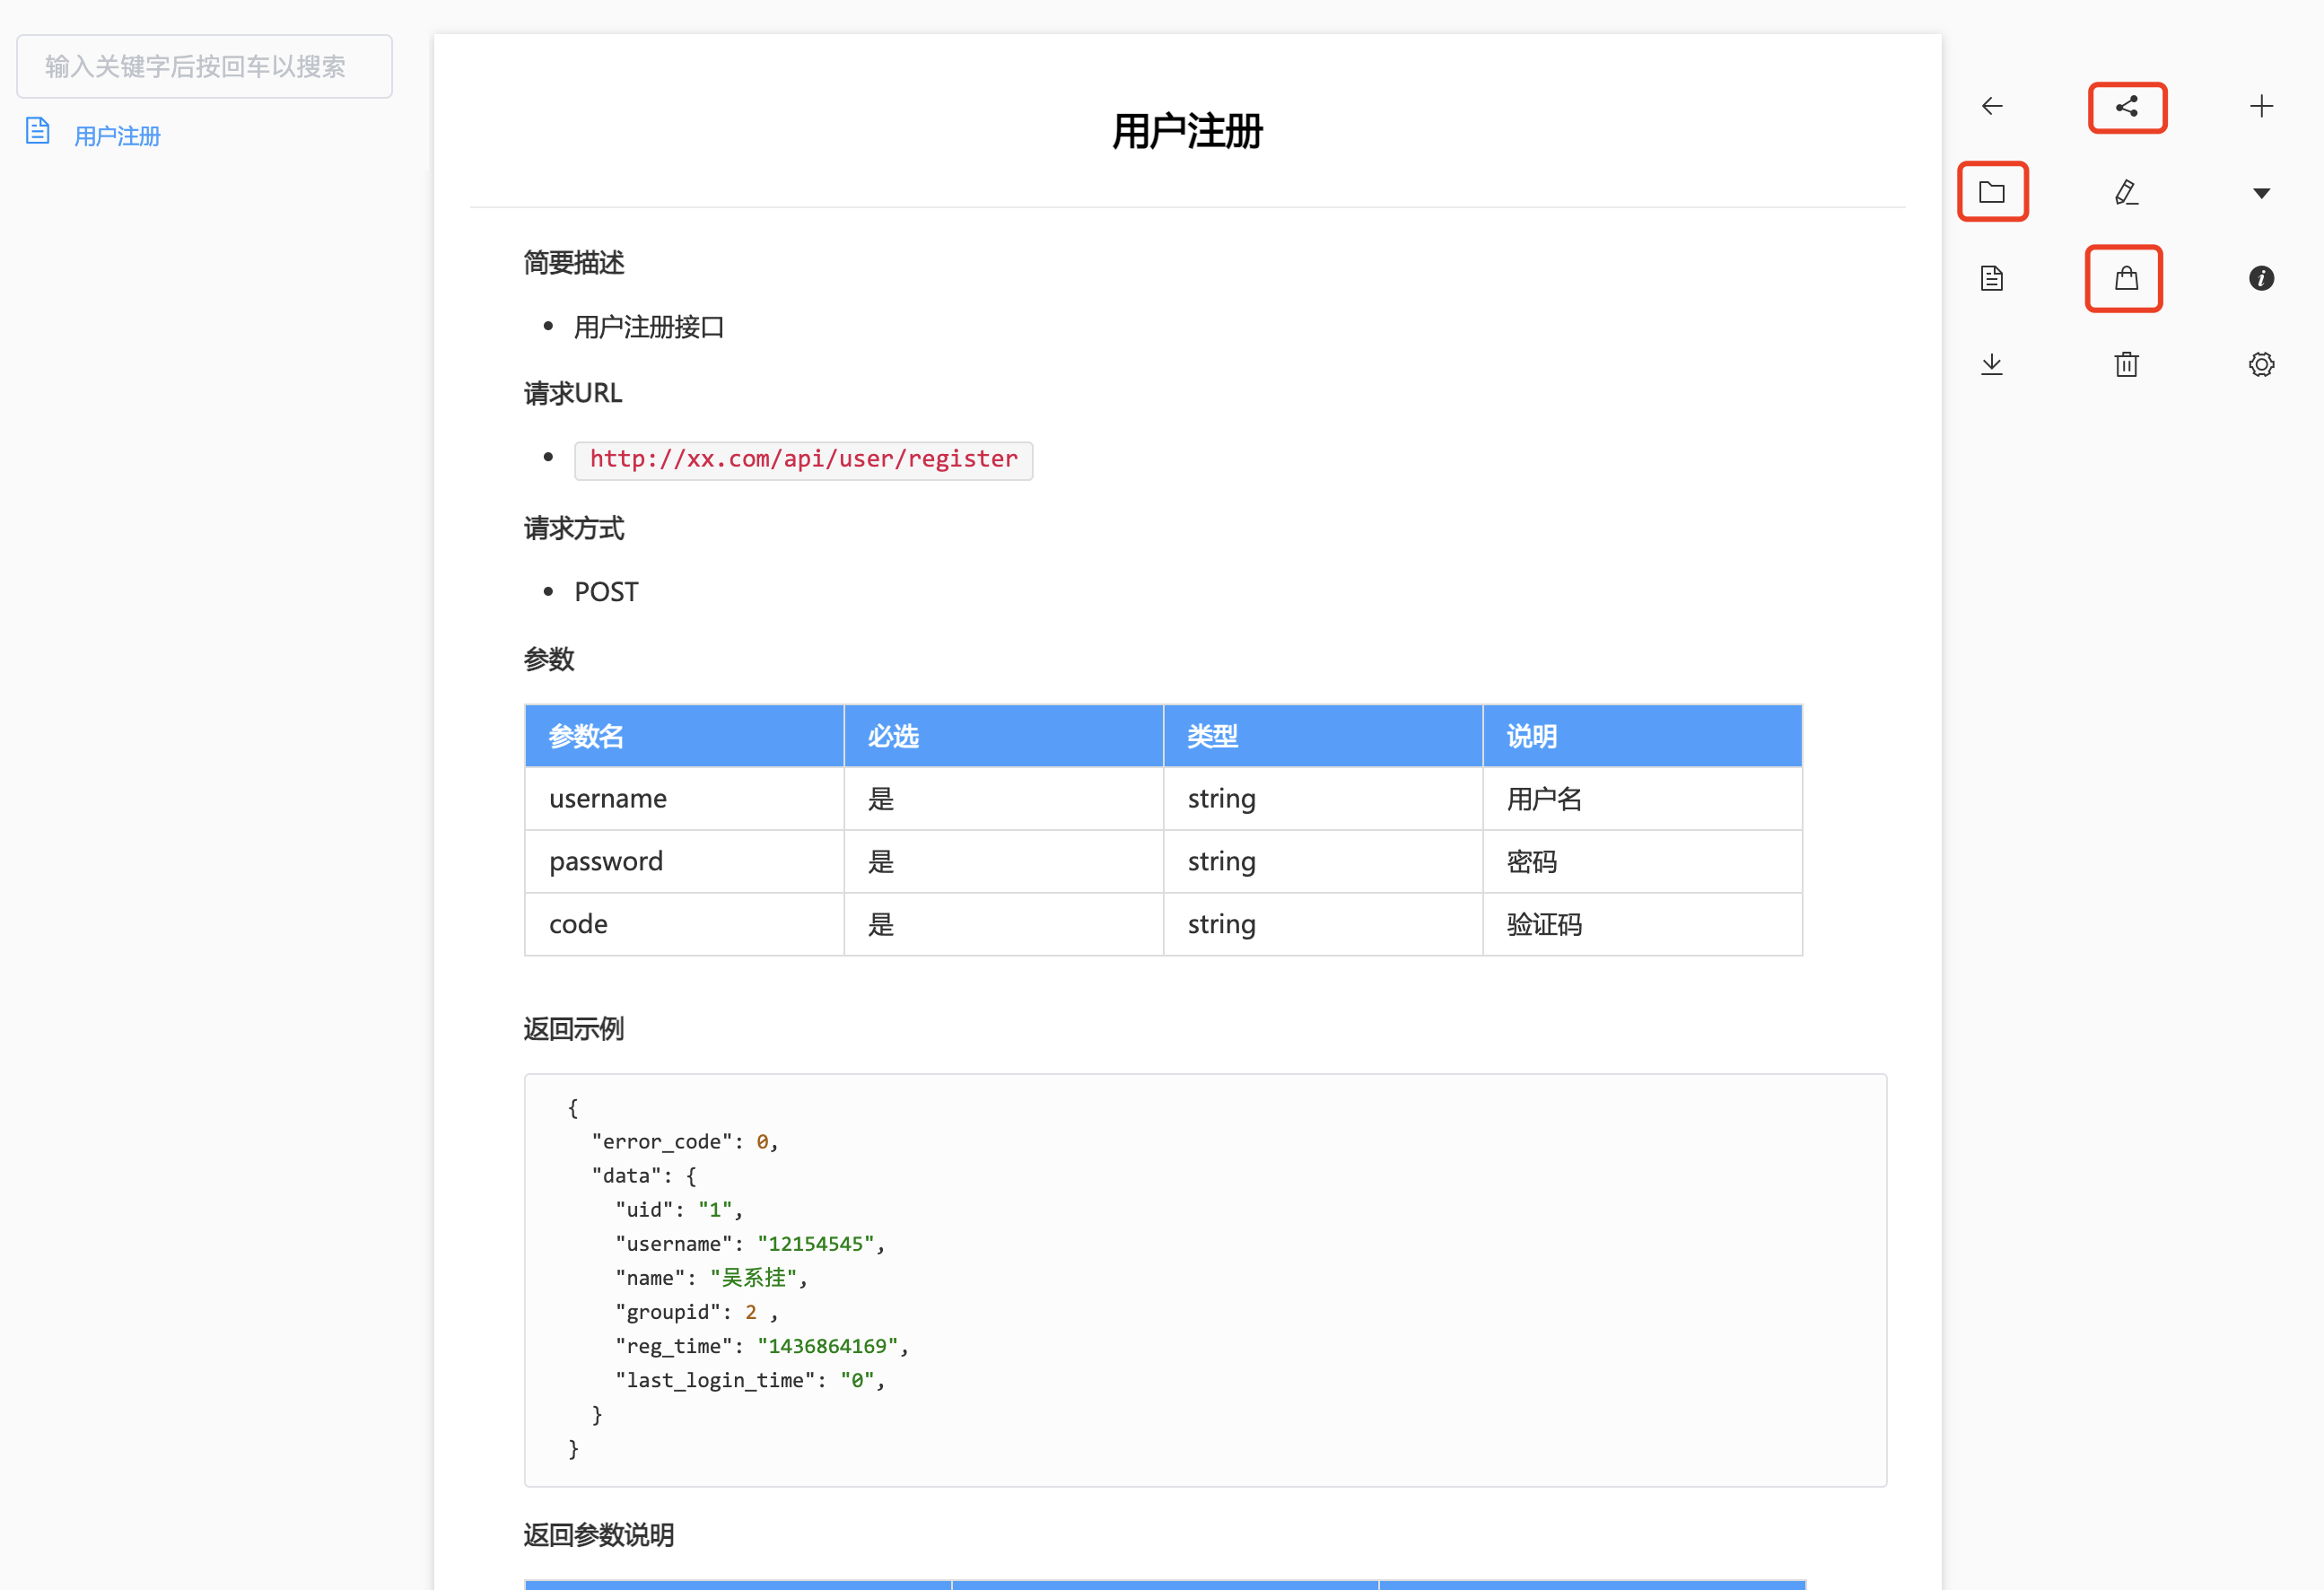 输入关键字后按回车以搜索
用户注册
用户注册
简要描述
用户注册接口
请求URL
http://xx.com/api/user/register
请求方式
POST
参数
参数名 必选 类型 说明
username 是 string 用户名
password 是 string 密码
code 是 string 验证码
返回示例
{
"error_code": 0,
"data": {
"uid": "1",
"username": "12154545",
"name": "吴系挂",
"groupid": 2 ,
"reg_time": "1436864169",
"last_login_time": "0",
}
}
返回参数说明